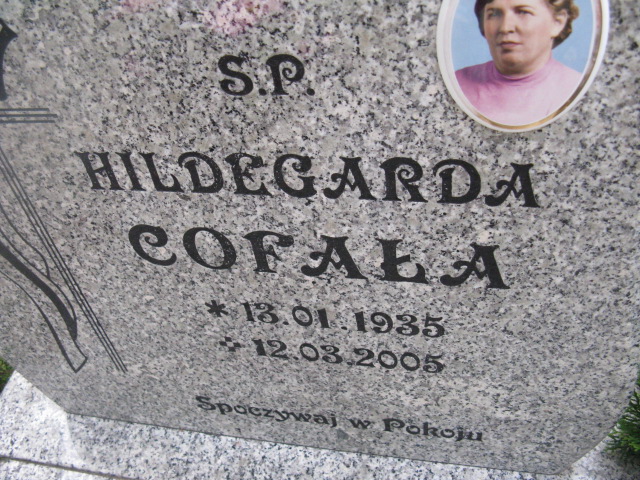 S.P.
HILDEGARDA
COFAŁA
* 13.01.1935
+ 12.03.2005
Spoczywaj w Pokoju